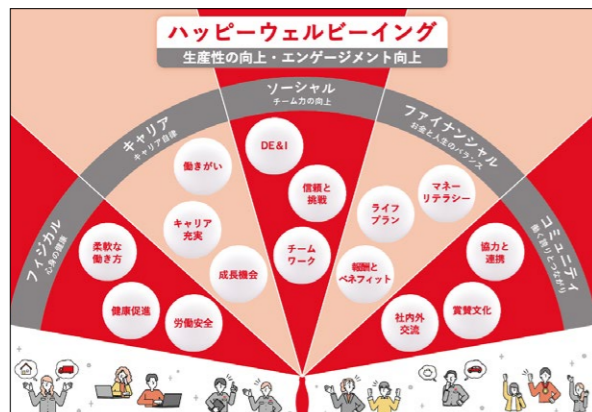 ハッピーウェルビーイング
生産性の向上・エンゲージメント向上
フィジカル
心身の健康
柔軟な
働き方
健康促進
労働安全
キャリア
キャリア自律
働きがい
キャリア
充実
成長機会
ソーシャル
チーム力の向上
DE&I
信頼と
挑戦
チーム
ワーク
ファイナンシャル
お金と人生のバランス
マネー
リテラシー
ライフ
プラン
報酬と
ベネフィット
コミュニティ
働く誇りとつながり
協力と
連携
賞賛文化
社内外
交流